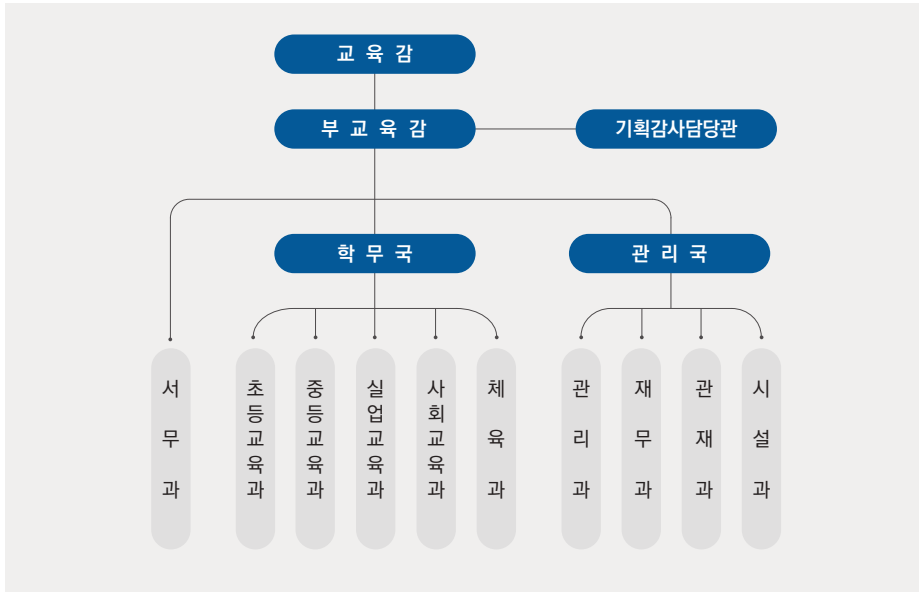 교 육 감
부 교 육 감
기획감사담당관
학 무 국
관 리 국
서 무 과
초등교육과
중등교육과
실업교육과
사회교육과
체 육 과
관 리 과
재 무 과
관 재 과
시 설 과